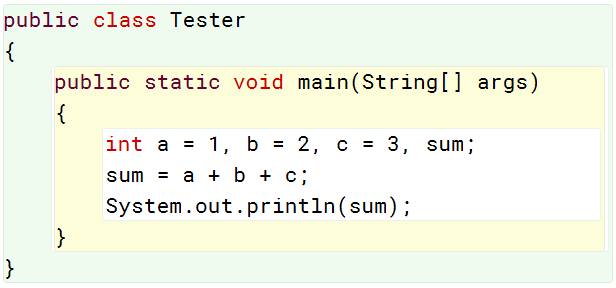 public class Tester
{
public static void main(String[] args)
{
int a = 1, b = 2, c = 3, sum;
sum = a + b + c;
System.out.println(sum);
}
}